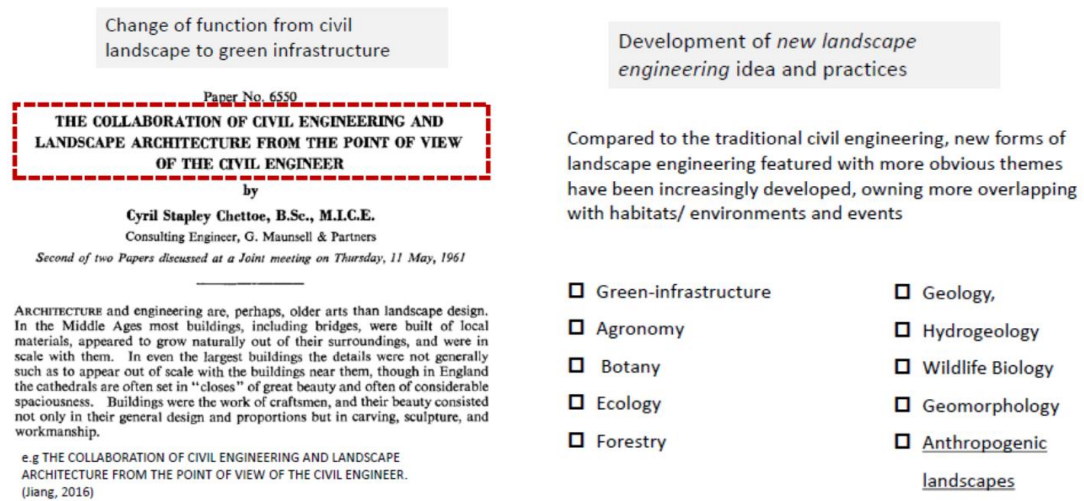 Change of function from civil
landscape to green infrastructure
Paper No. 6550
THE COLLABORATION OF CIVIL ENGINEERING AND
LANDSCAPE ARCHITECTURE FROM THE POINT OF VIEW
OF THE CIVIL ENGINEER
by
Cyril Stapley Chettoe, B.Sc., M.I.C.E.
Consulting Engineer, G. Maunsell & Partners
Second of two Papers discussed at a Joint meeting on Thursday, 11 May, 1961
ARCHITECTURE and engineering are, perhaps, older arts than landscape design.
In the Middle Ages most buildings, including bridges, were built of local
materials, appeared to grow naturally out of their surroundings, and were in
scale with them. In even the largest buildings the details were not generally
such as to appear out of scale with the buildings near them, though in England
the cathedrals are often set in "closes" of great beauty and often of considerable
spaciousness. Buildings were the work of craftsmen, and their beauty consisted
not only in their general design and proportions but in carving, sculpture, and
workmanship.
e.g THE COLLABORATION OF CIVIL ENGINEERING AND LANDSCAPE
ARCHITECTURE FROM THE POINT OF VIEW OF THE CIVIL ENGINEER.
(Jiang, 2016)
Development of new landscape
engineering idea and practices
Compared to the traditional civil engineering, new forms of
landscape engineering featured with more obvious themes
have been increasingly developed, owning more overlapping
with habitats/ environments and events
Green-infrastructure
Agronomy
Botany
Ecology
Forestry
Geology,
Hydrogeology
Wildlife Biology
Geomorphology
Anthropogenic
landscapes